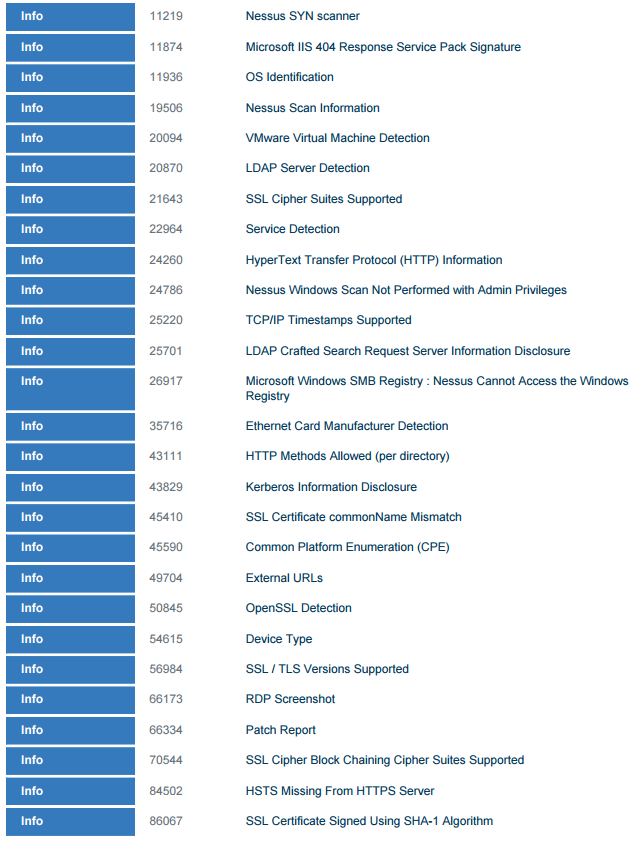 Info 11219 Nessus SYN scanner
Info 11874 Microsoft IIS 404 Response Service Pack Signature
Info 11936 OS Identification
Info 19506 Nessus Scan Information
Info 20094 VMware Virtual Machine Detection
Info 20870 LDAP Server Detection
Info 21643 SSL Cipher Suites Supported
Info 22964 Service Detection
Info 24260 HyperText Transfer Protocol (HTTP) Information
Info 24786 Nessus Windows Scan Not Performed with Admin Privileges
Info 25220 TCP/IP Timestamps Supported
Info 25701 LDAP Crafted Search Request Server Information Disclosure
Info 26917 Microsoft Windows SMB Registry : Nessus Cannot Access the Windows
Registry
Info 35716 Ethernet Card Manufacturer Detection
Info 43111 HTTP Methods Allowed (per directory)
Info 43829 Kerberos Information Disclosure
Info 45410 SSL Certificate commonName Mismatch
Info 45590 Common Platform Enumeration (CPE)
Info 49704 External URLs
Info 50845 OpenSSL Detection
Info 54615 Device Type
Info 56984 SSL / TLS Versions Supported
Info 66173 RDP Screenshot
Info 66334 Patch Report
Info 70544 SSL Cipher Block Chaining Cipher Suites Supported
Info 84502 HSTS Missing From HTTPS Server
Info 86067 SSL Certificate Signed Using SHA-1 Algorithm